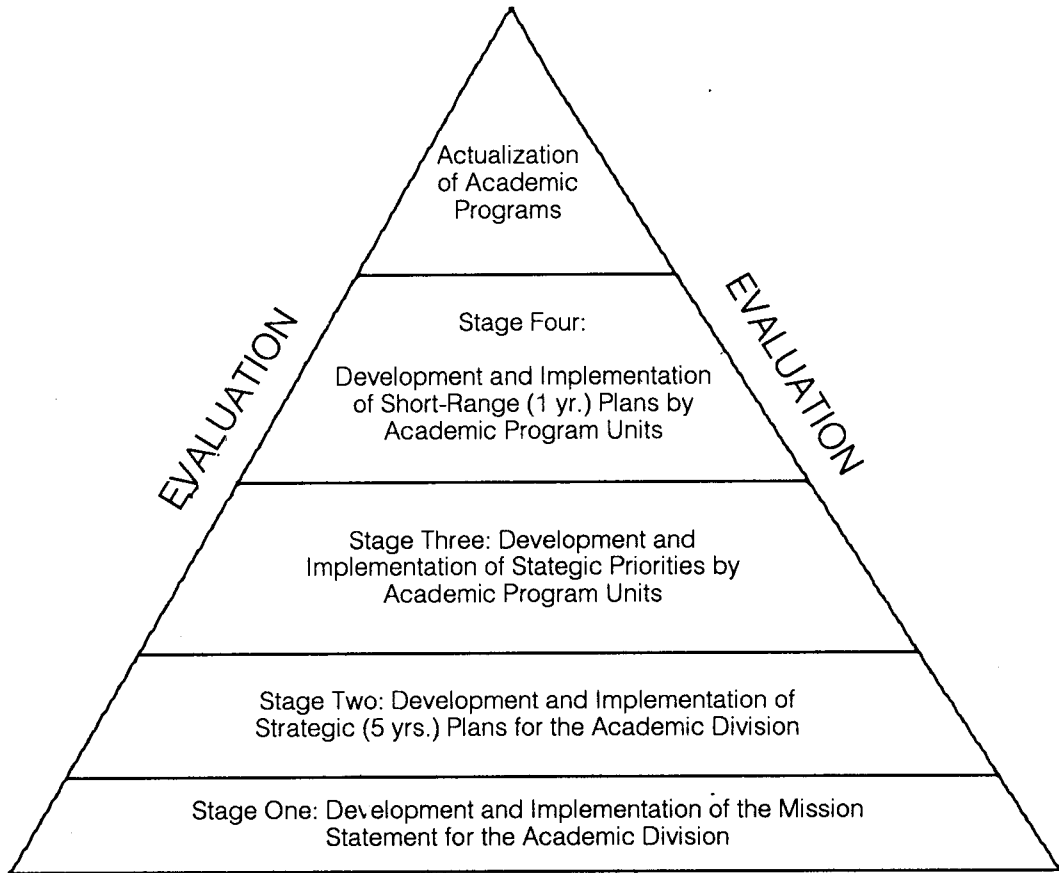 Actualization
of Academic
Programs
EVALUATION
EVALUATION
Stage Four:
Development and Implementation
of Short-Range (1 yr.) Plans by
Academic Program Units
Stage Three: Development and
Implementation of Stategic Priorities by
Academic Program Units
Stage Two: Development and Implementation of
Strategic (5 yrs.) Plans for the Academic Division
Stage One: Development and Implementation of the Mission
Statement for the Academic Division